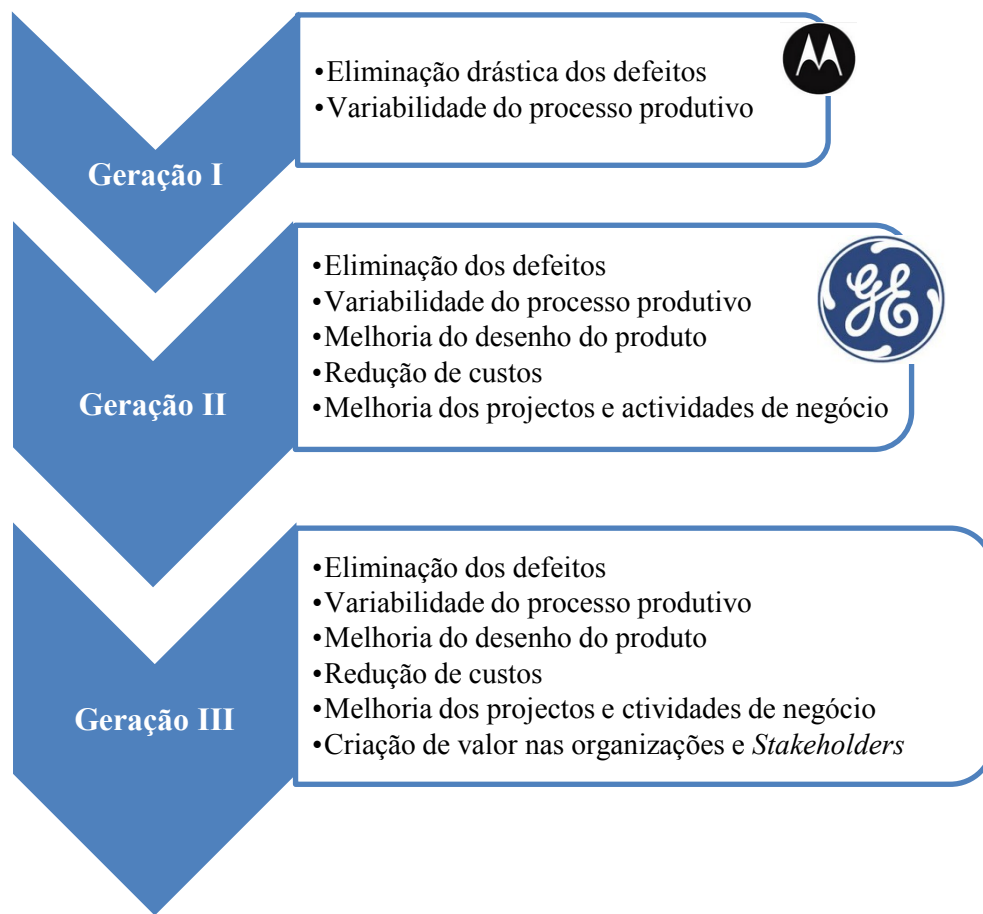 •Eliminação drástica dos defeitos
•Variabilidade do processo produtivo
Geração I
•Eliminação dos defeitos
•Variabilidade do processo produtivo
•Melhoria do desenho do produto
•Redução de custos
•Melhoria dos projectos e actividades de negócio
GE
Geração II
•Eliminação dos defeitos
•Variabilidade do processo produtivo
•Melhoria do desenho do produto
•Redução de custos
•Melhoria dos projectos e ctividades de negócio
•Criação de valor nas organizações e Stakeholders
Geração III